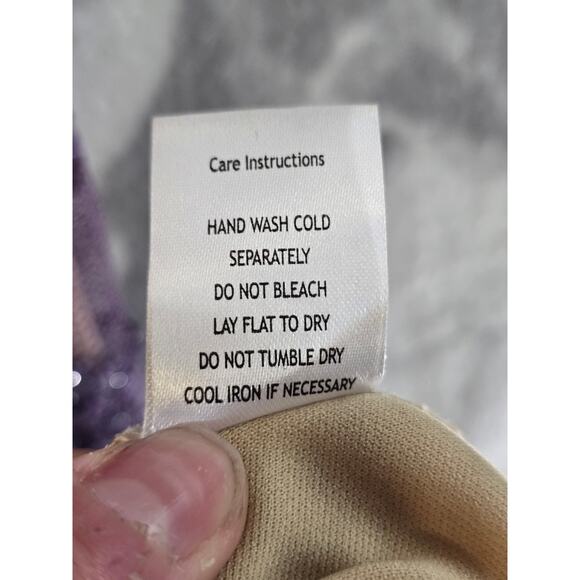 Care Instructions
HAND WASH COLD
SEPARATELY
DO NOT BLEACH
LAY FLAT TO DRY
DO NOT TUMBLE DRY
COOL IRON IF NECESSARY